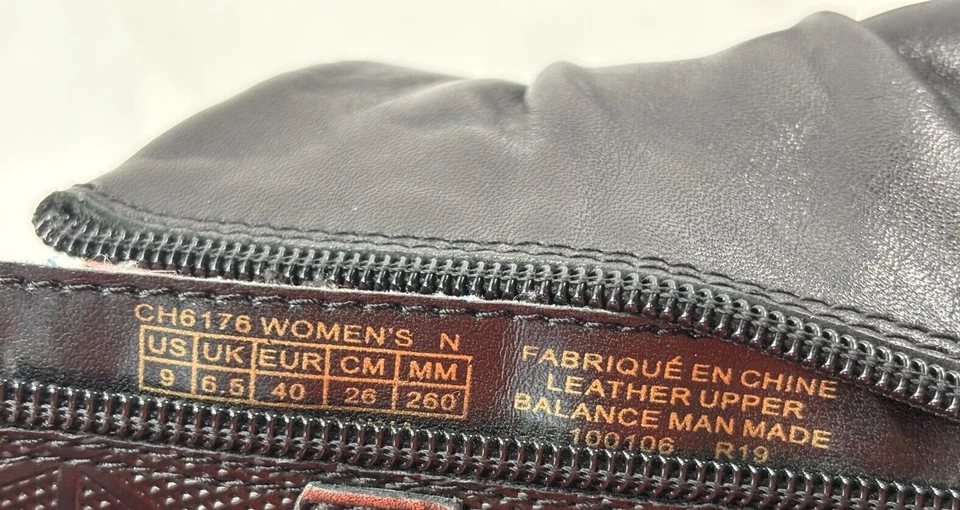 CH6176 WOMEN'S N
US UK EUR CM MM
9 6.5 40 26 260
FABRIQUÉ EN CHINE
LEATHER UPPER
BALANCE MAN MADE
100106 R19